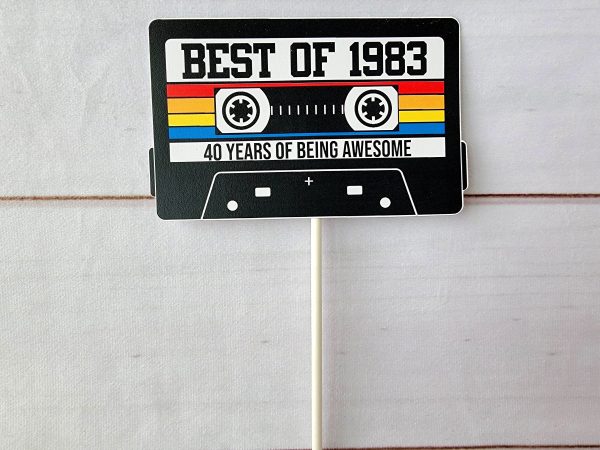 BEST OF 1983
40 YEARS OF BEING AWESOME